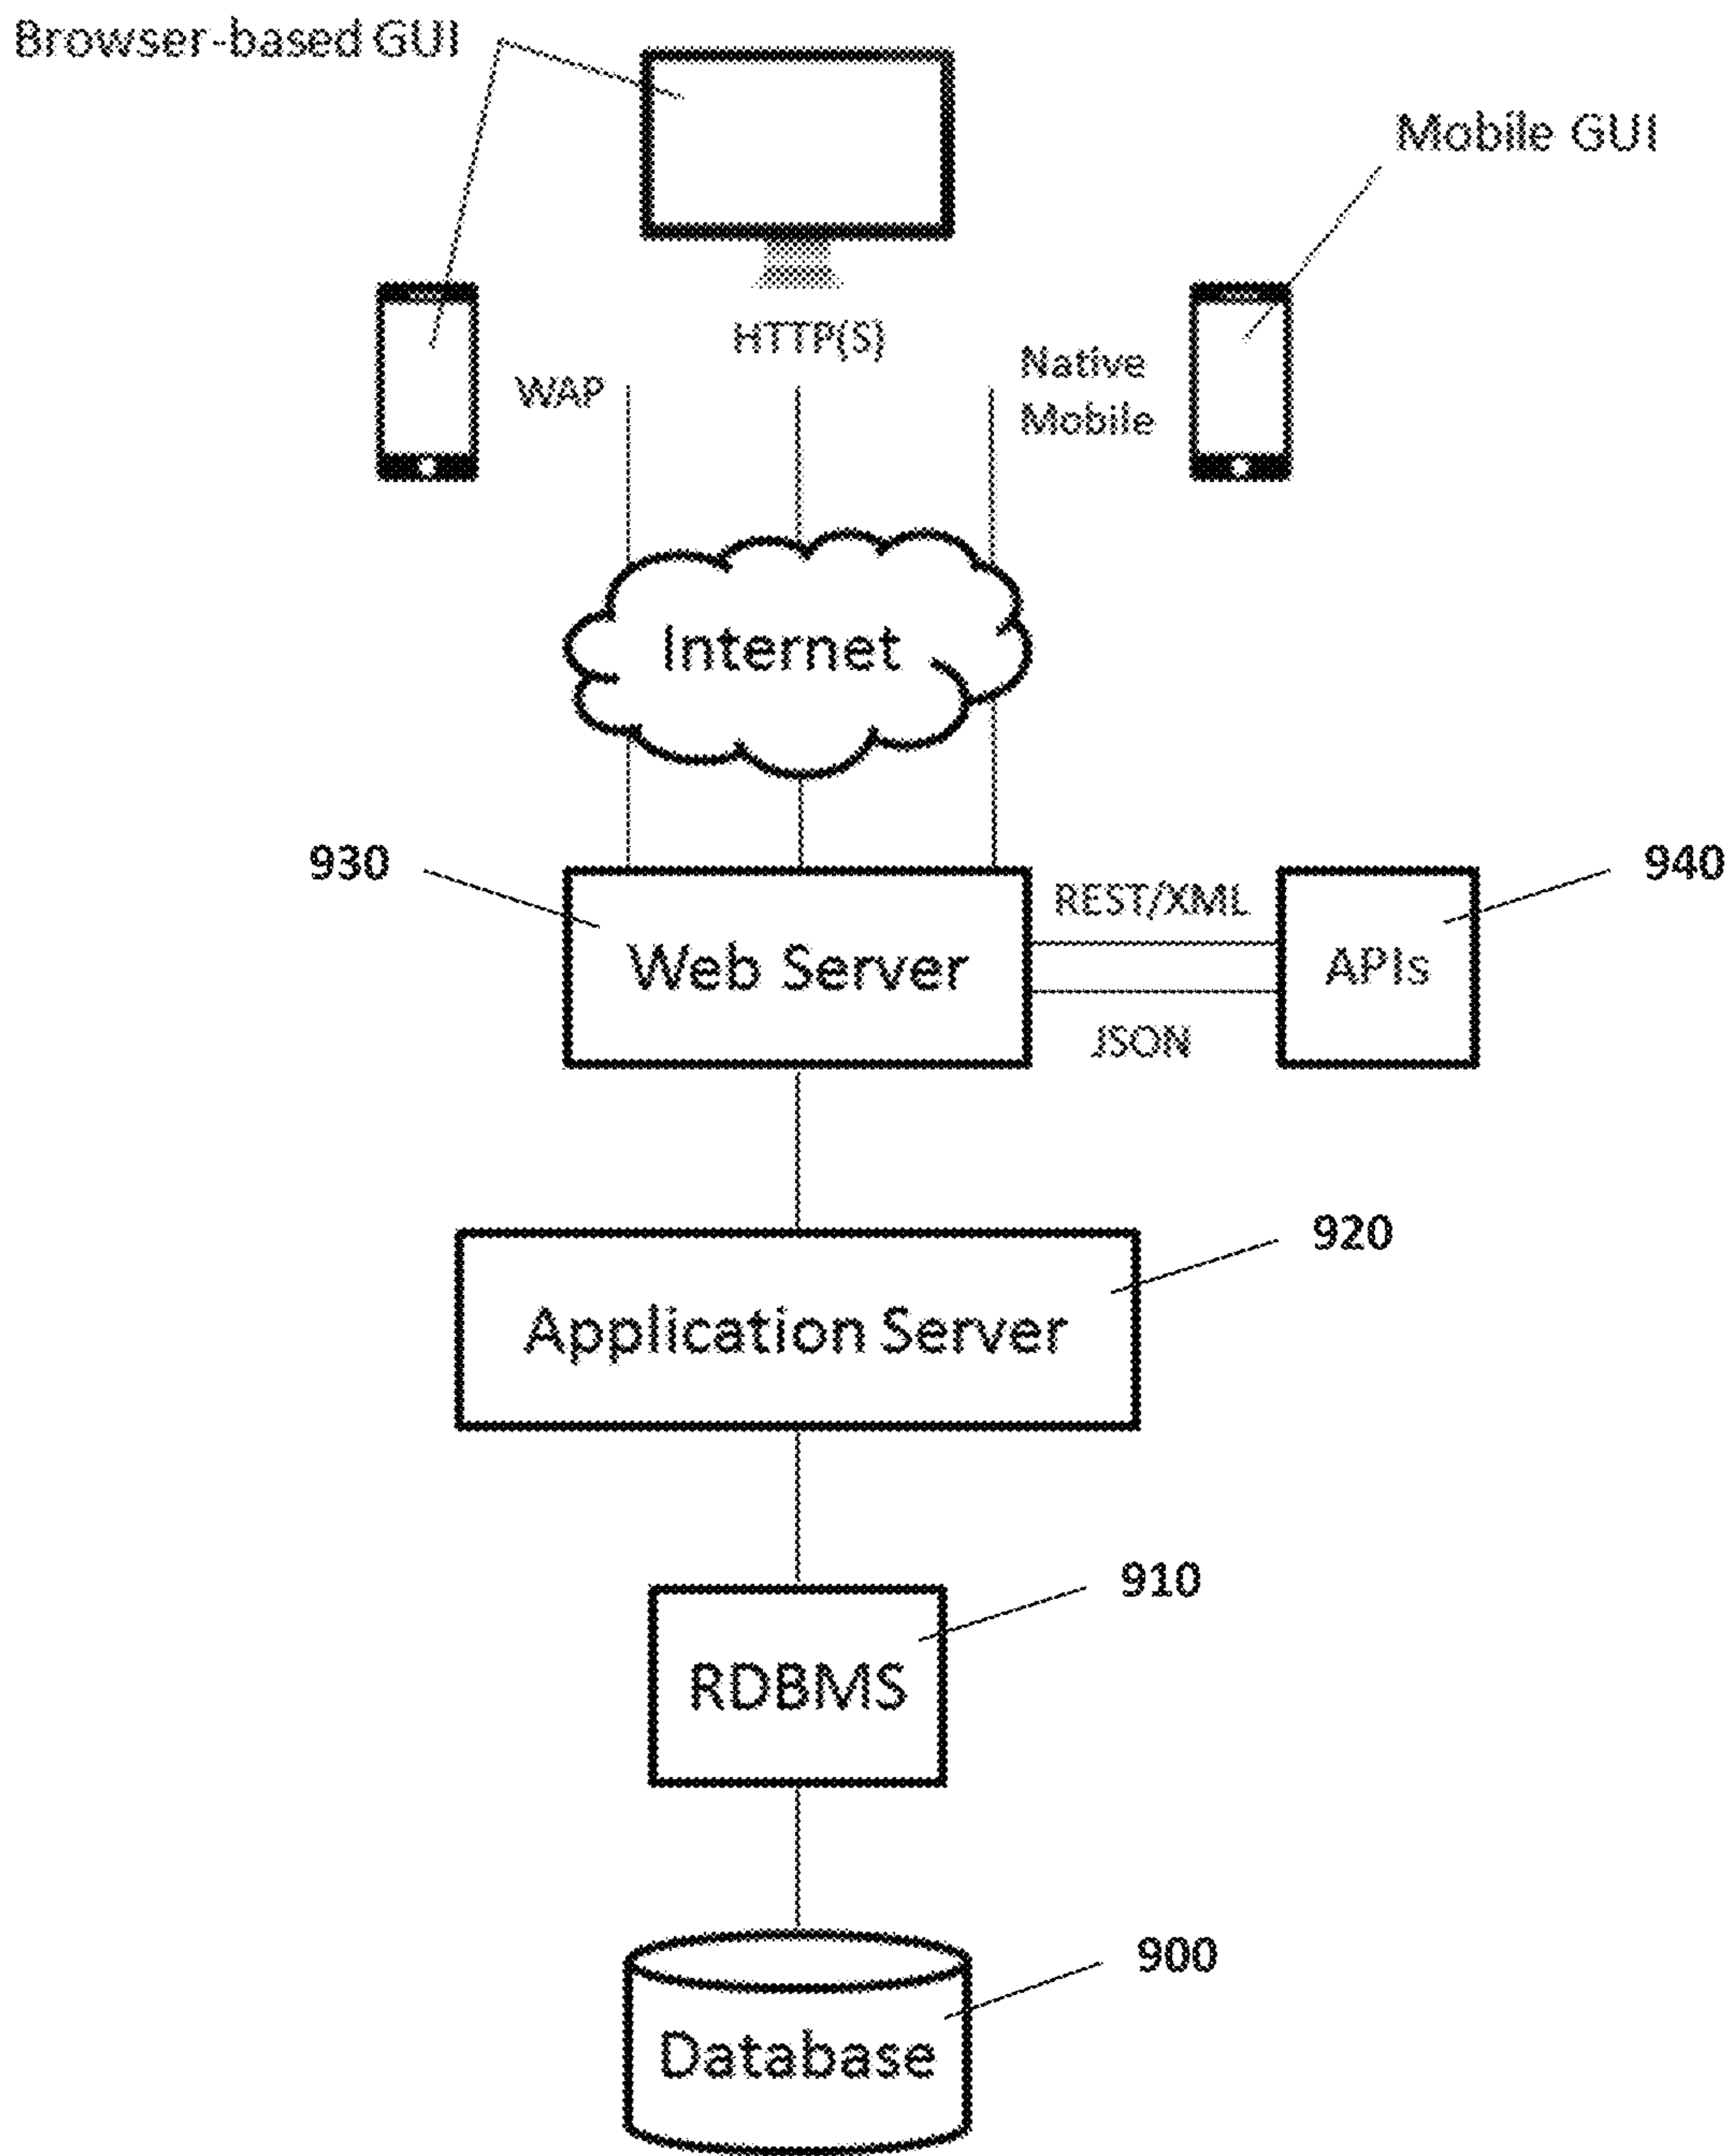 Browser-based GUI
Mobile GUI
HTTP(S)
WAP
Native
Mobile
Internet
930
940
REST/XML
Web Server
APIs
JSON
920
Application Server
910
RDBMS
900
Database